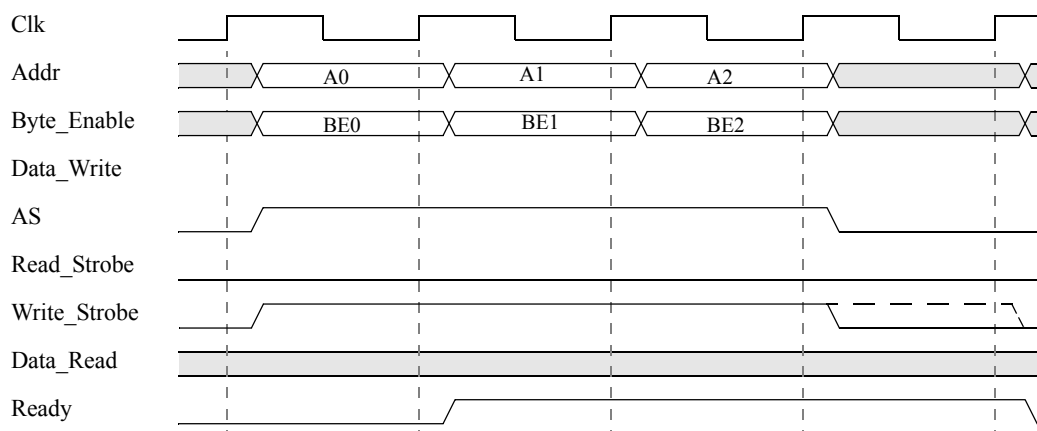 Clk
Addr A0 A1 A2
Byte_Enable BE0 BE1 BE2
Data_Write
AS
Read_Strobe
Write_Strobe
Data_Read
Ready